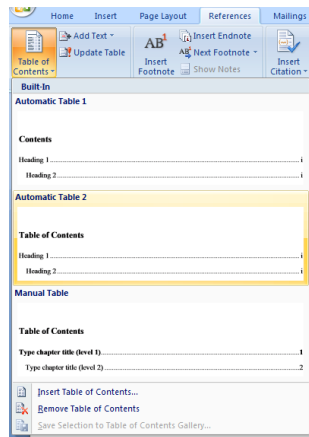 Home Insert Page Layout References Mailings
Add Text
Update Table
Table of
Contents
AB1
Insert
Footnote
Insert Endnote
AB1 Next Footnote
Show Notes
Insert
Citation
Built-In
Automatic Table 1
Contents
Heading 1 i
Heading 2 i
Automatic Table 2
Table of Contents
Heading 1 i
Heading 2 i
Manual Table
Table of Contents
Type chapter title (level 1) 1
Type chapter title (level 2) 2
Insert Table of Contents...
Remove Table of Contents
Save Selection to Table of Contents Gallery...